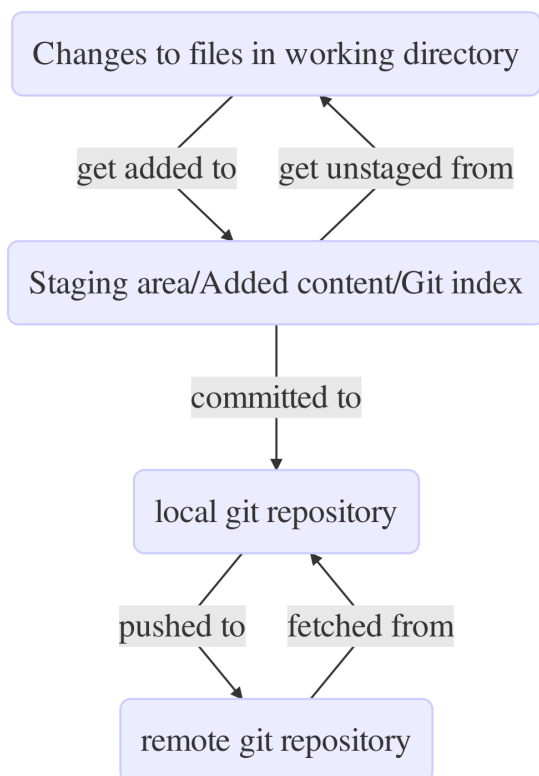 Changes to files in working directory
get added to
get unstaged from
Staging area/Added content/Git index
committed to
local git repository
pushed to
fetched from
remote git repository